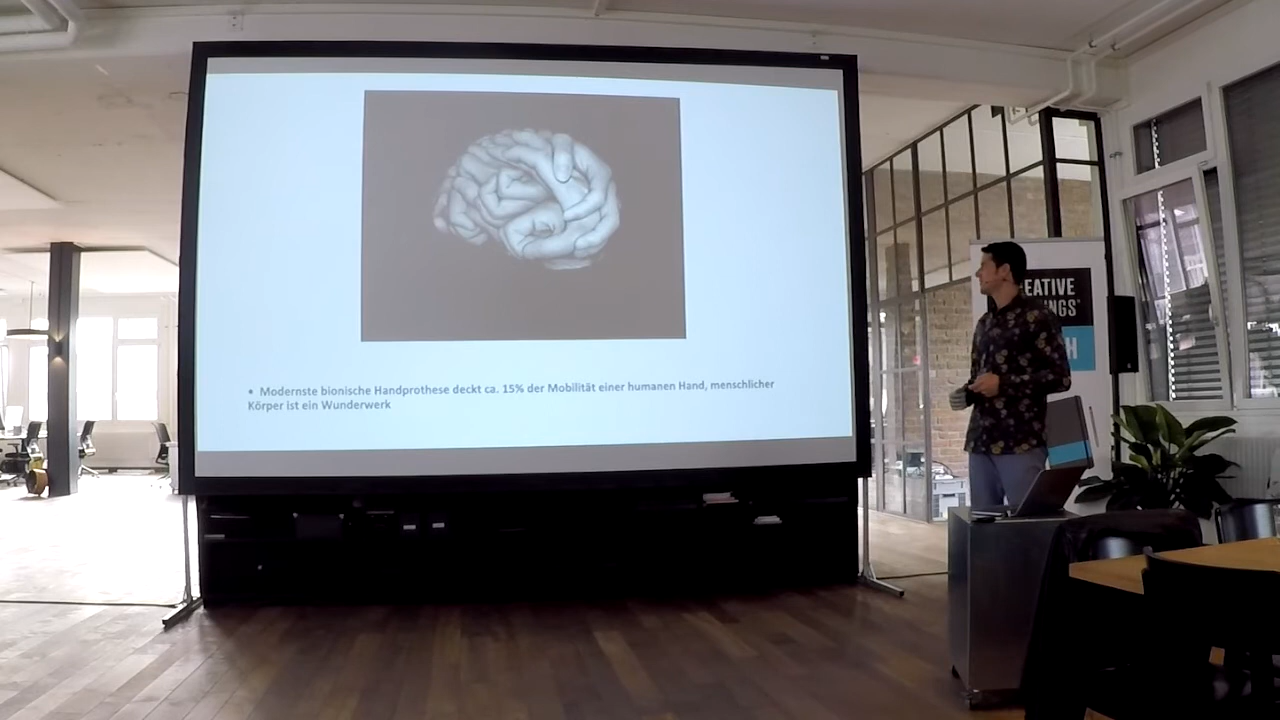 • Modernste bionische Handprothese deckt ca. 15% der Mobilität einer humanen Hand, menschlicher
Körper ist ein Wunderwerk
EATIVE
NGS'
H